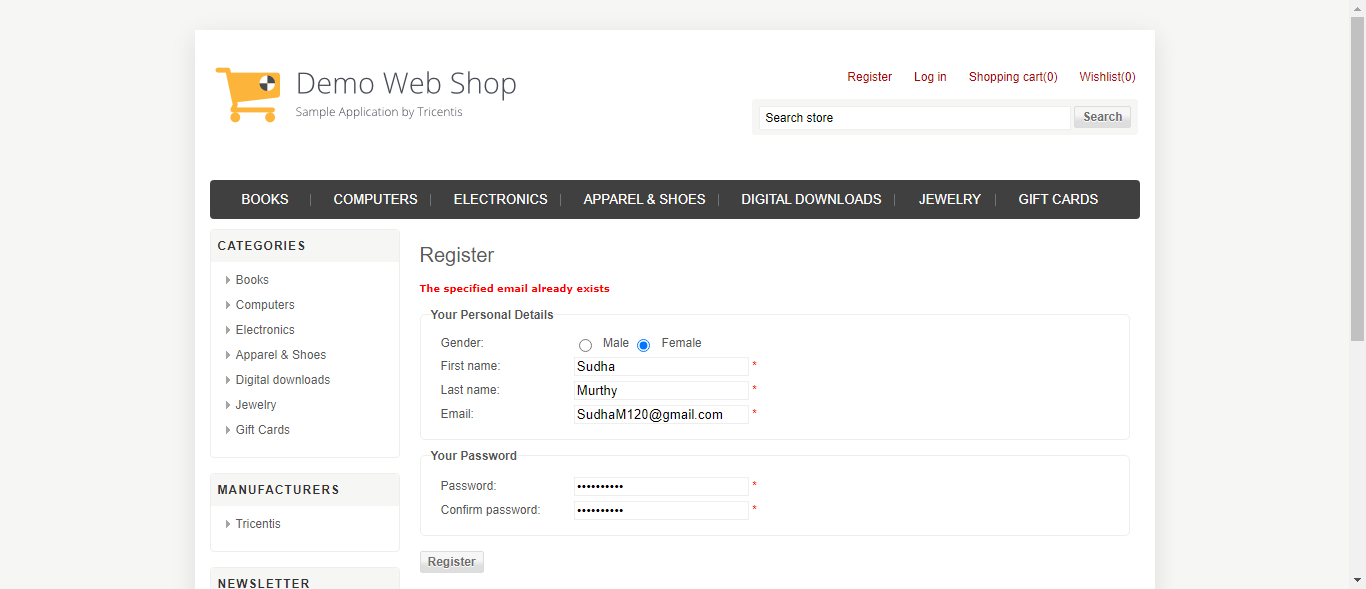 Demo Web Shop
Sample Application by Tricentis
Register Log in Shopping cart(0) Wishlist(0)
Search store Search
BOOKS COMPUTERS ELECTRONICS APPAREL & SHOES DIGITAL DOWNLOADS JEWELRY GIFT CARDS
CATEGORIES
Books
Computers
Electronics
Apparel & Shoes
Digital downloads
Jewelry
Gift Cards
MANUFACTURERS
Tricentis
NEWSLETTER
Register
The specified email already exists
Your Personal Details
Gender: Male Female
First name: Sudha *
Last name: Murthy *
Email: SudhaM120@gmail.com *
Your Password
Password: •••••••••• *
Confirm password: •••••••••• *
Register